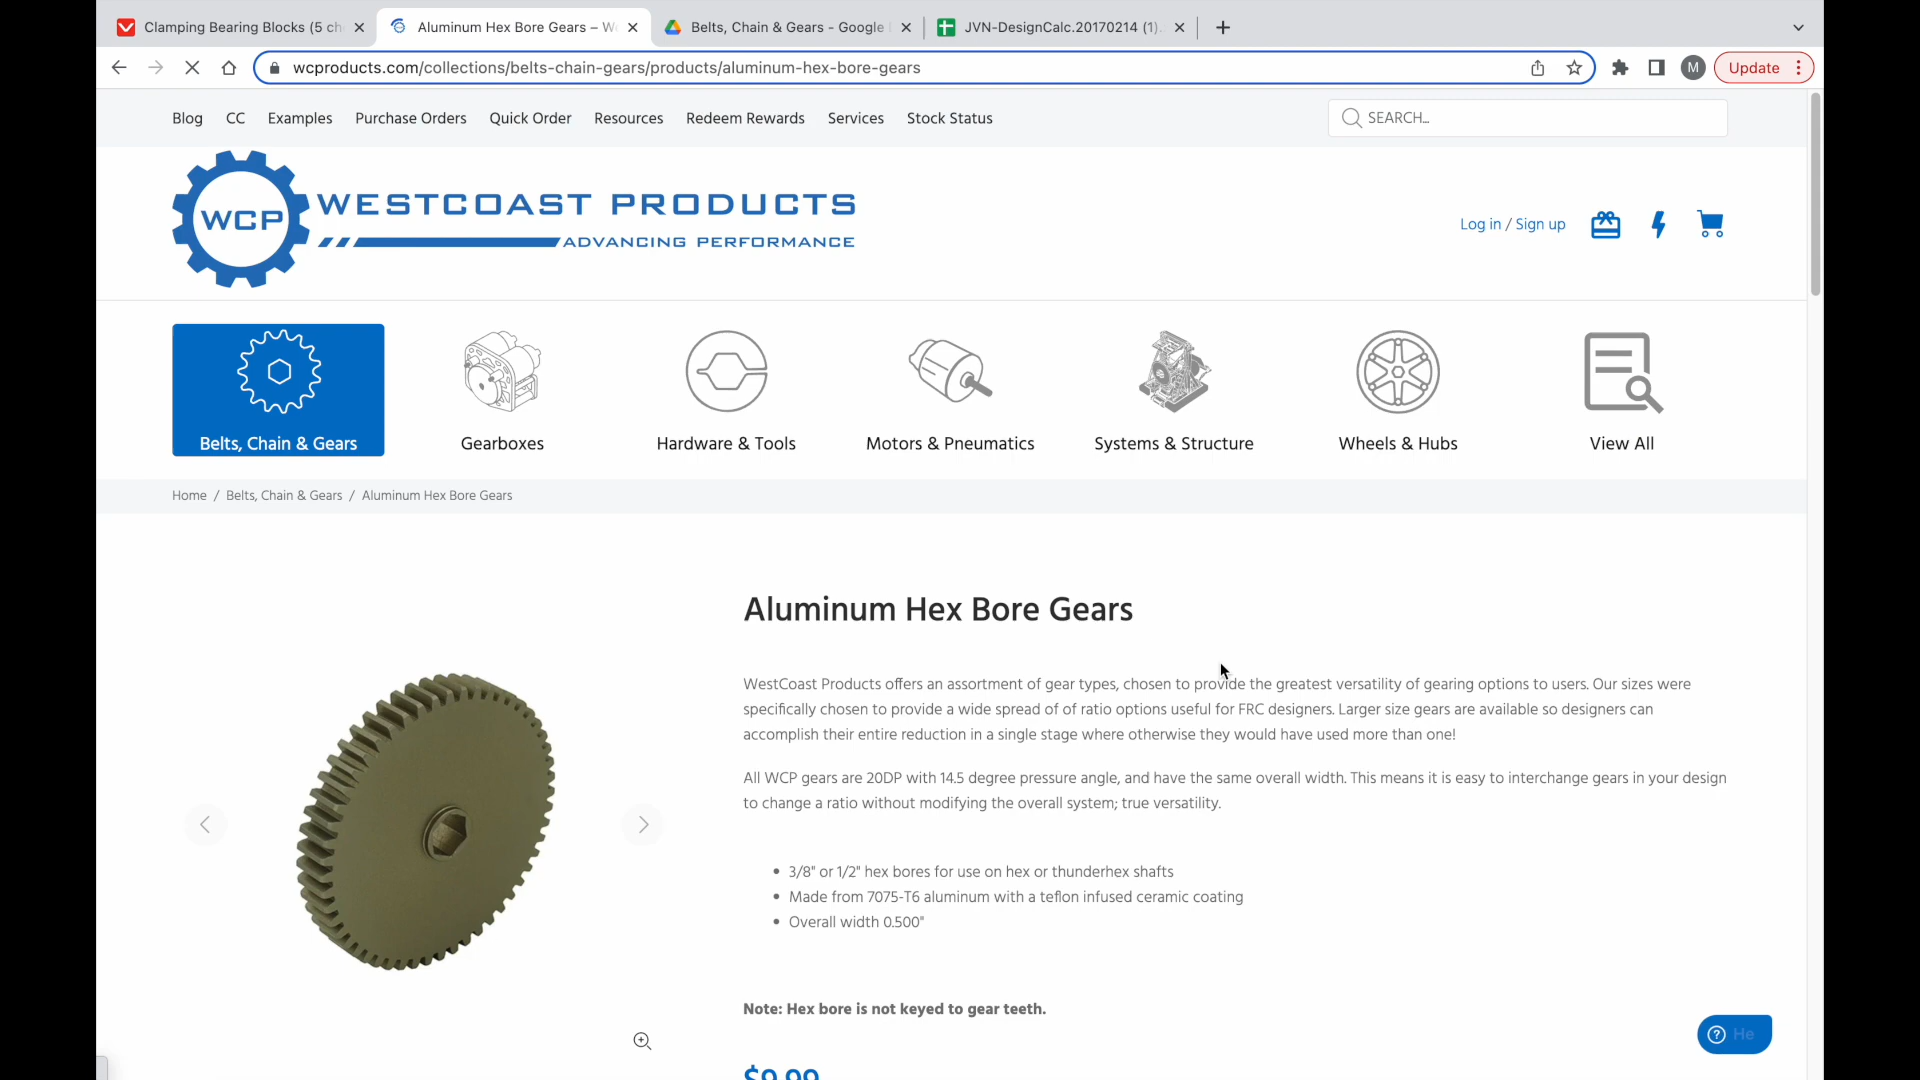 Clamping Bearing Blocks (5 ch
Aluminum Hex Bore Gears – W
Belts, Chain & Gears - Google
JVN-DesignCalc.20170214 (1).
wcproducts.com/collections/belts-chain-gears/products/aluminum-hex-bore-gears
M
Update
Blog CC Examples Purchase Orders Quick Order Resources Redeem Rewards Services Stock Status
SEARCH...
WCP
WESTCOAST PRODUCTS
ADVANCING PERFORMANCE
Log in / Sign up
Belts, Chain & Gears
Gearboxes
Hardware & Tools
Motors & Pneumatics
Systems & Structure
Wheels & Hubs
View All
Home / Belts, Chain & Gears / Aluminum Hex Bore Gears
Aluminum Hex Bore Gears
WestCoast Products offers an assortment of gear types, chosen to provide the greatest versatility of gearing options to users. Our sizes were
specifically chosen to provide a wide spread of of ratio options useful for FRC designers. Larger size gears are available so designers can
accomplish their entire reduction in a single stage where otherwise they would have used more than one!
All WCP gears are 20DP with 14.5 degree pressure angle, and have the same overall width. This means it is easy to interchange gears in your design
to change a ratio without modifying the overall system; true versatility.
• 3/8" or 1/2" hex bores for use on hex or thunderhex shafts
• Made from 7075-T6 aluminum with a teflon infused ceramic coating
• Overall width 0.500"
Note: Hex bore is not keyed to gear teeth.
$9.99
He